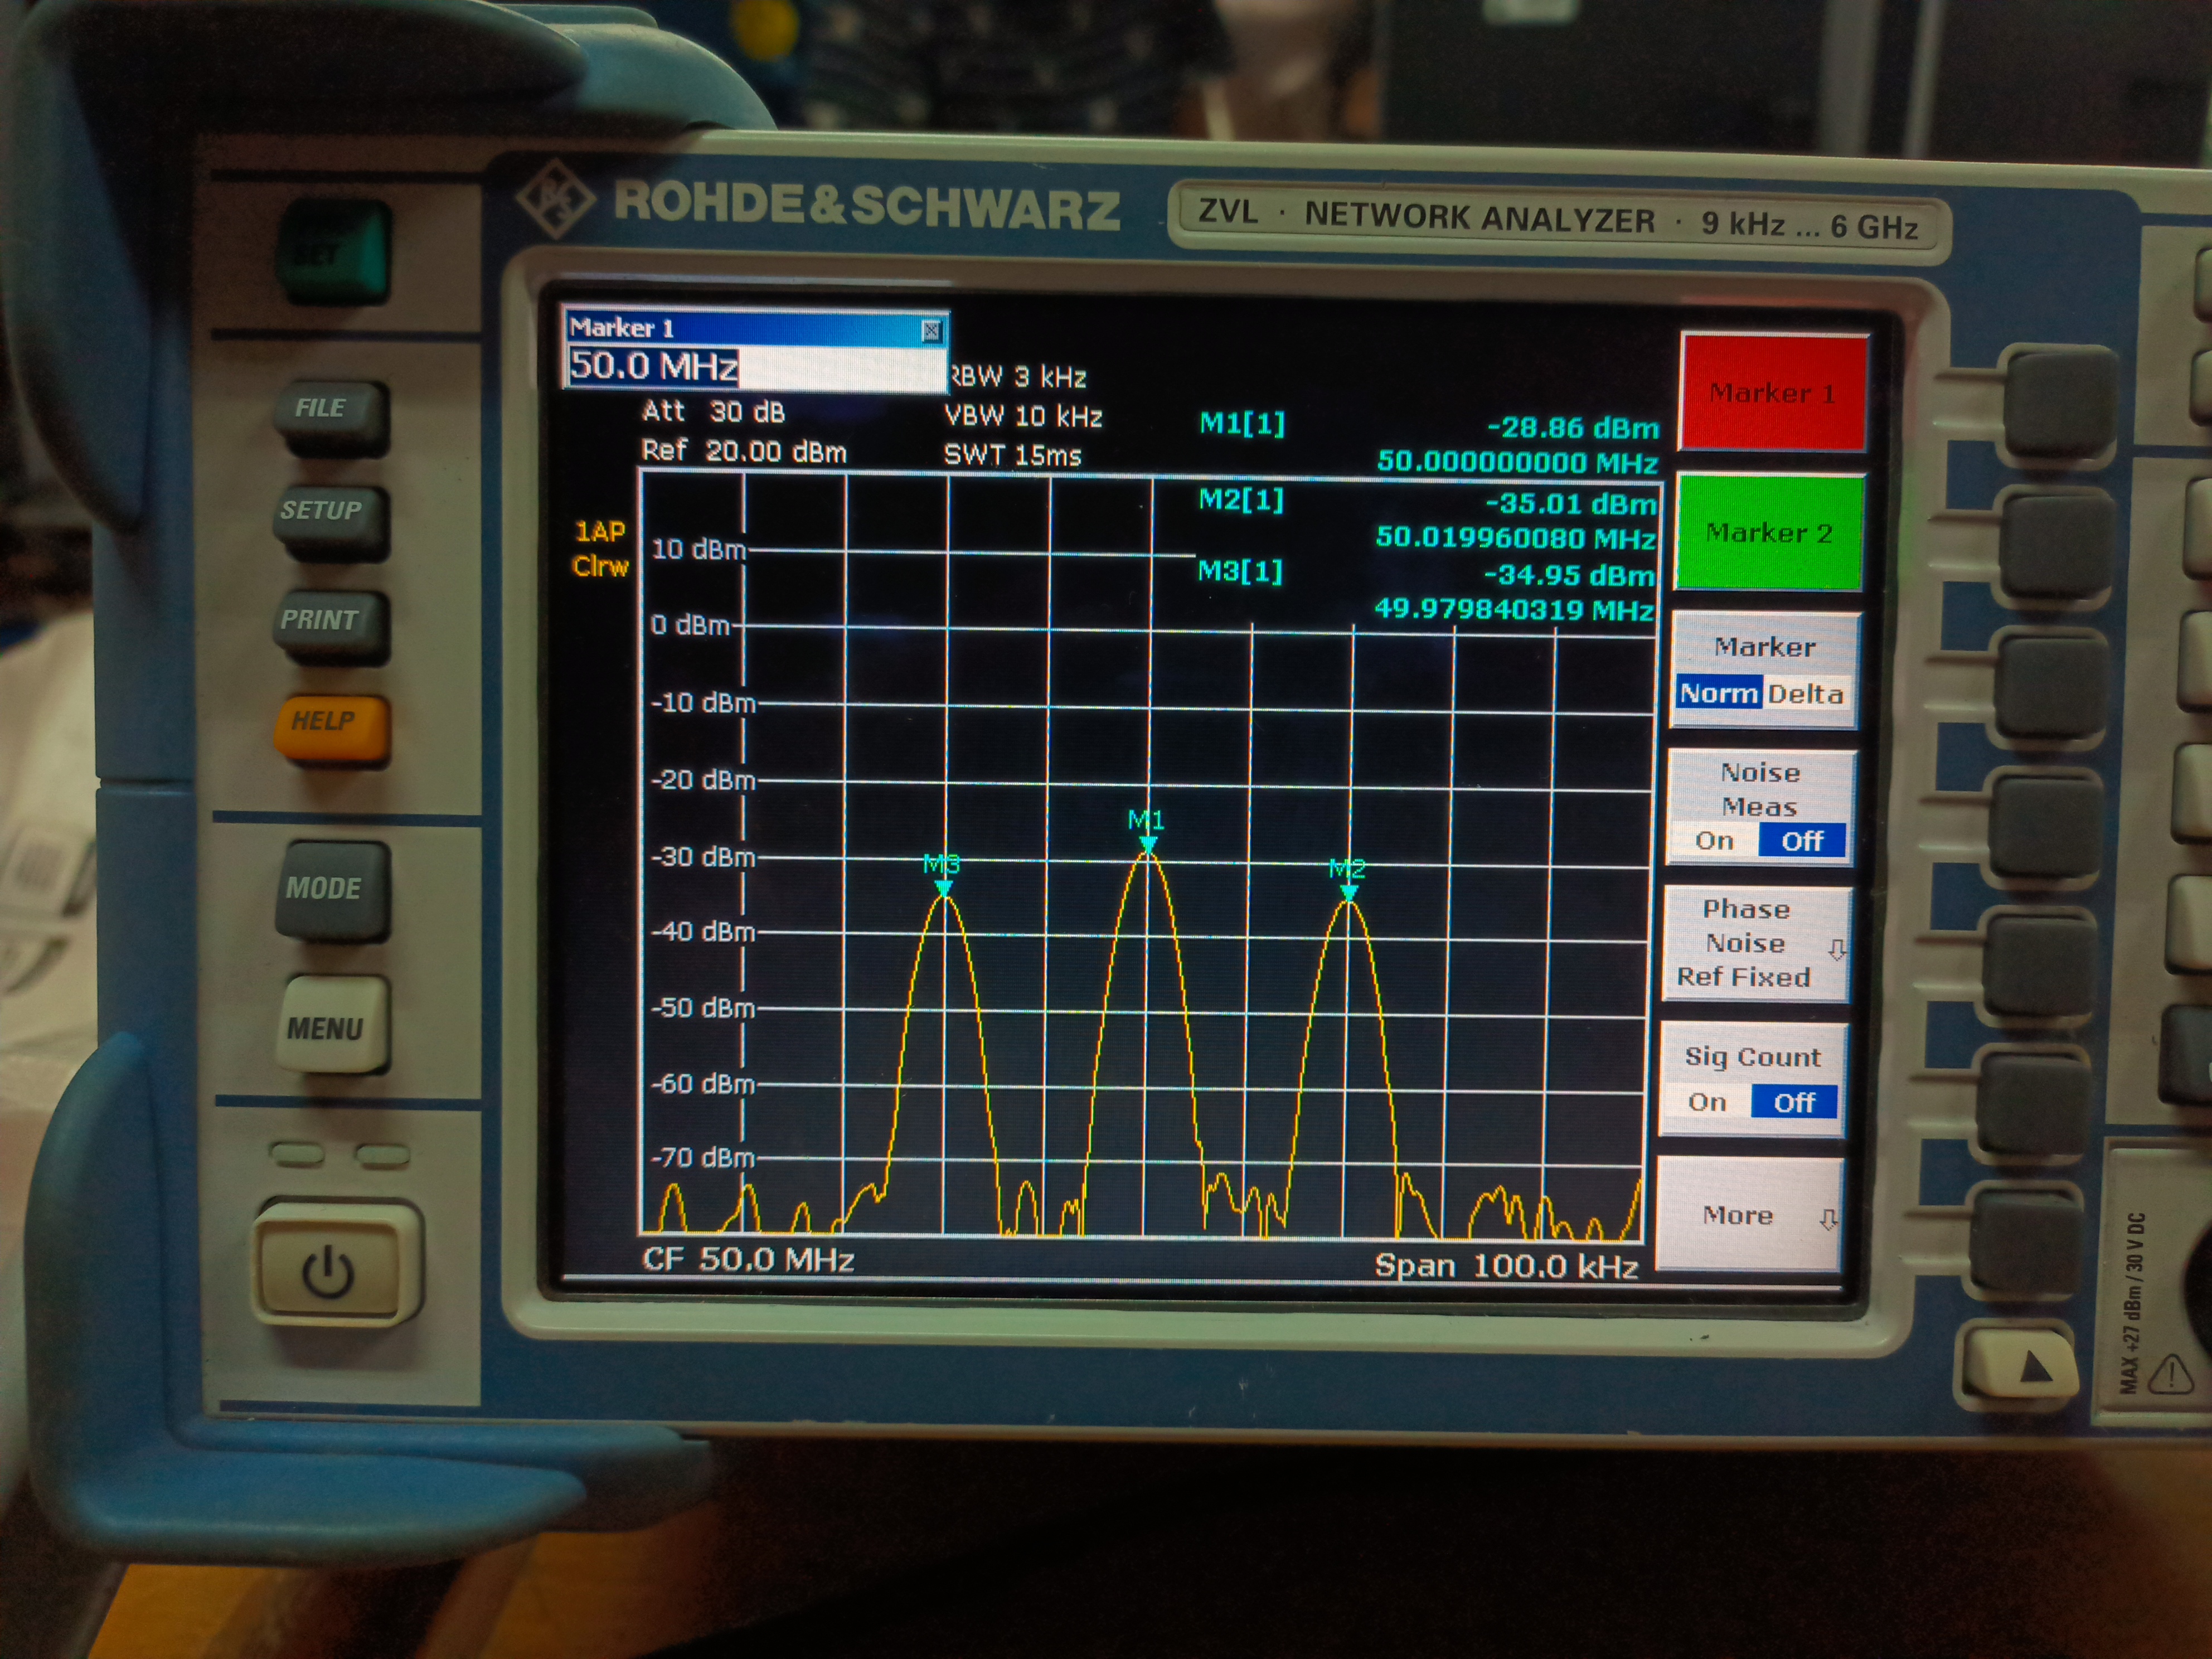 ROHDE&SCHWARZ
ZVL · NETWORK ANALYZER · 9 kHz ... 6 GHz
FILE
SETUP
PRINT
HELP
MODE
MENU
Marker 1
50.0 MHz
RBW 3 kHz
Att 30 dB
VBW 10 kHz
Ref 20.00 dBm
SWT 15ms
M1[1] -28.86 dBm
50.000000000 MHz
M2[1] -35.01 dBm
50.019960080 MHz
M3[1] -34.95 dBm
49.979840319 MHz
1AP
Clrw
10 dBm
0 dBm
-10 dBm
-20 dBm
-30 dBm
-40 dBm
-50 dBm
-60 dBm
-70 dBm
M3
M1
M2
CF 50.0 MHz
Span 100.0 kHz
Marker 1
Marker 2
Marker
Norm Delta
Noise
Meas
On Off
Phase
Noise
Ref Fixed
Sig Count
On Off
More
MAX +27 dBm / 30 V DC